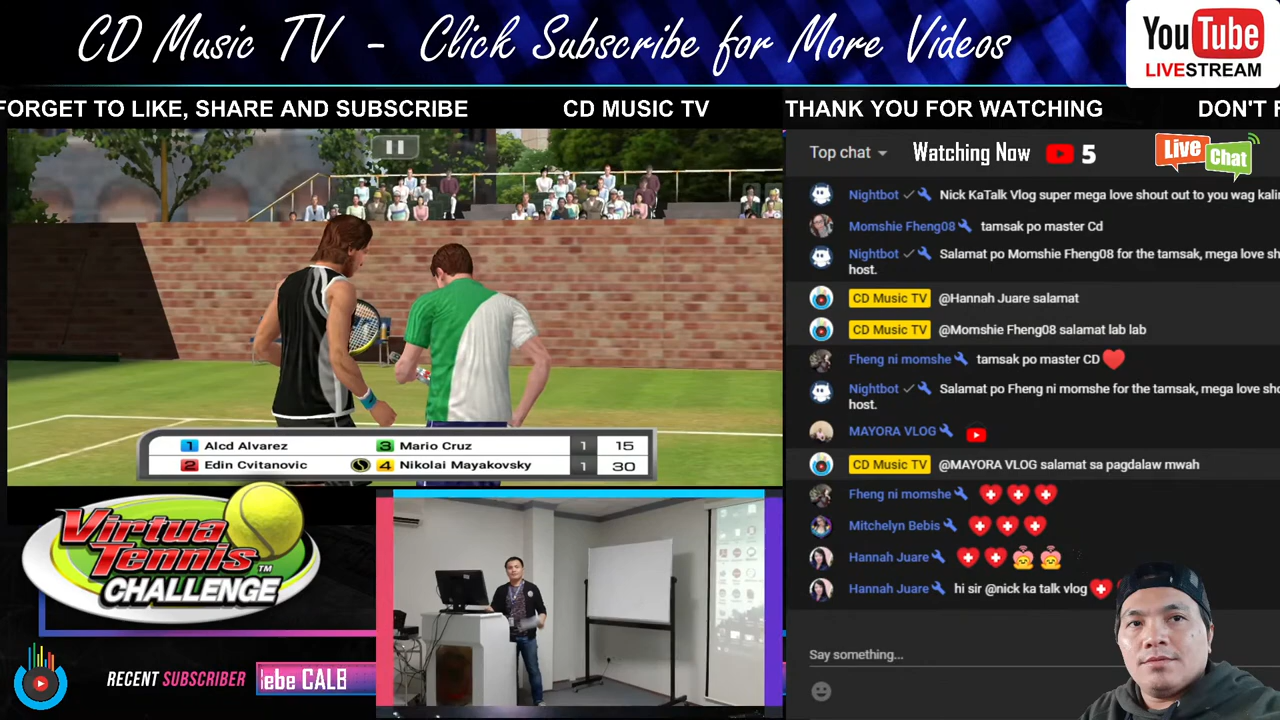 CD Music TV - Click Subscribe for More Videos
YouTube
LIVESTREAM
FORGET TO LIKE, SHARE AND SUBSCRIBE
CD MUSIC TV
THANK YOU FOR WATCHING
DON'T F
Top chat
Watching Now
5
Live
Chat
Nightbot Nick KaTalk Vlog super mega love shout out to you wag kalin
Momshie Fheng08 tamsak po master Cd
Nightbot Salamat po Momshie Fheng08 for the tamsak, mega love sho
host.
CD Music TV @Hannah Juare salamat
CD Music TV @Momshie Fheng08 salamat lab lab
Fheng ni momshe tamsak po master CD
Nightbot Salamat po Fheng ni momshe for the tamsak, mega love sho
host.
MAYORA VLOG
CD Music TV @MAYORA VLOG salamat sa pagdalaw mwah
Fheng ni momshe
Mitchelyn Bebis
Hannah Juare
Hannah Juare hi sir @nick ka talk vlog
Say something...
1 Alcd Alvarez 3 Mario Cruz 1 15
2 Edin Cvitanovic 4 Nikolai Mayakovsky 1 30
Virtua
Tennis™
CHALLENGE
RECENT SUBSCRIBER